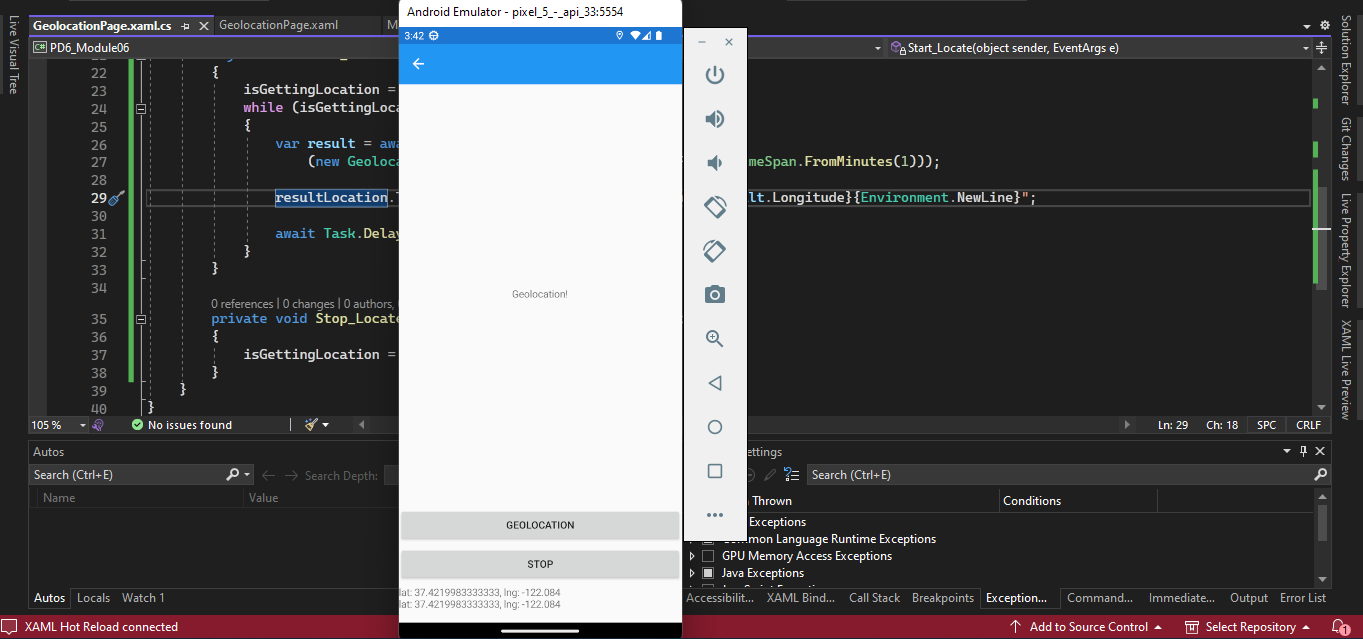 Android Emulator - pixel_5_-_api_33:5554
Live Visual Tree
GeolocationPage.xaml.cs
GeolocationPage.xaml
M
PD6_Module06
Start_Locate(object sender, EventArgs e)
3:42
22 {
23 isGettingLocation =
24 while (isGettingLoca
25 {
26 var result = awa
27 (new Geoloca meSpan.FromMinutes(1)));
28
29 resultLocation. lt.Longitude}{Environment.NewLine}";
30
31 await Task.Delay
32 }
33 }
34
0 references | 0 changes | 0 authors,
35 private void Stop_Locate
36 {
37 isGettingLocation =
38 }
39 }
40 }
Geolocation!
GEOLOCATION
STOP
lat: 37.4219983333333, lng: -122.084
lat: 37.4219983333333, lng: -122.084
105 %
No issues found
Ln: 29 Ch: 18 SPC CRLF
Autos
Search (Ctrl+E)
Search Depth:
Name Value
Autos Locals Watch 1
ettings
Search (Ctrl+E)
Thrown Conditions
Exceptions
Common Language Runtime Exceptions
GPU Memory Access Exceptions
Java Exceptions
Accessibilit... XAML Bind... Call Stack Breakpoints Exception... Command... Immediate... Output Error List
XAML Hot Reload connected
Add to Source Control
Select Repository
1
Solution Explorer
Git Changes
Live Property Explorer
XAML Live Preview